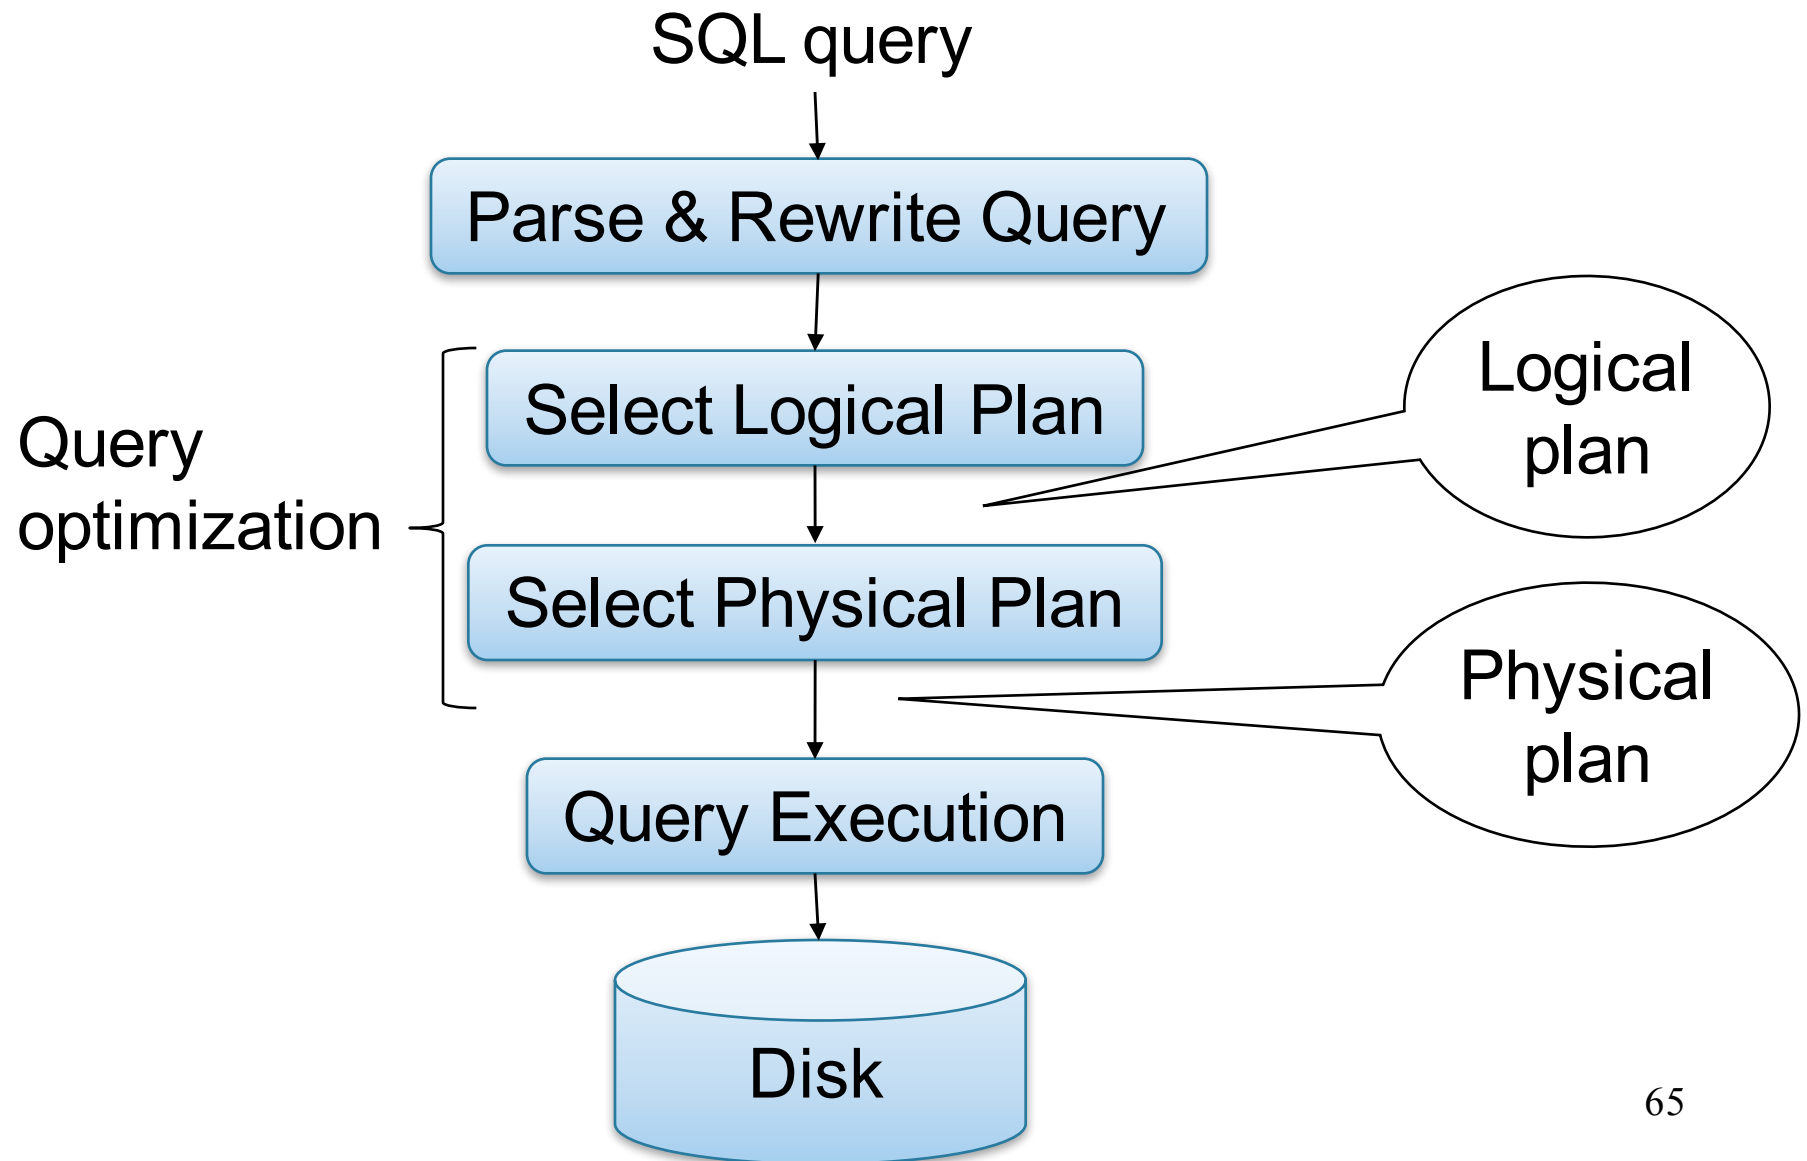 SQL query
Parse & Rewrite Query
Select Logical Plan
Logical
plan
Query
optimization
Select Physical Plan
Physical
plan
Query Execution
Disk
65